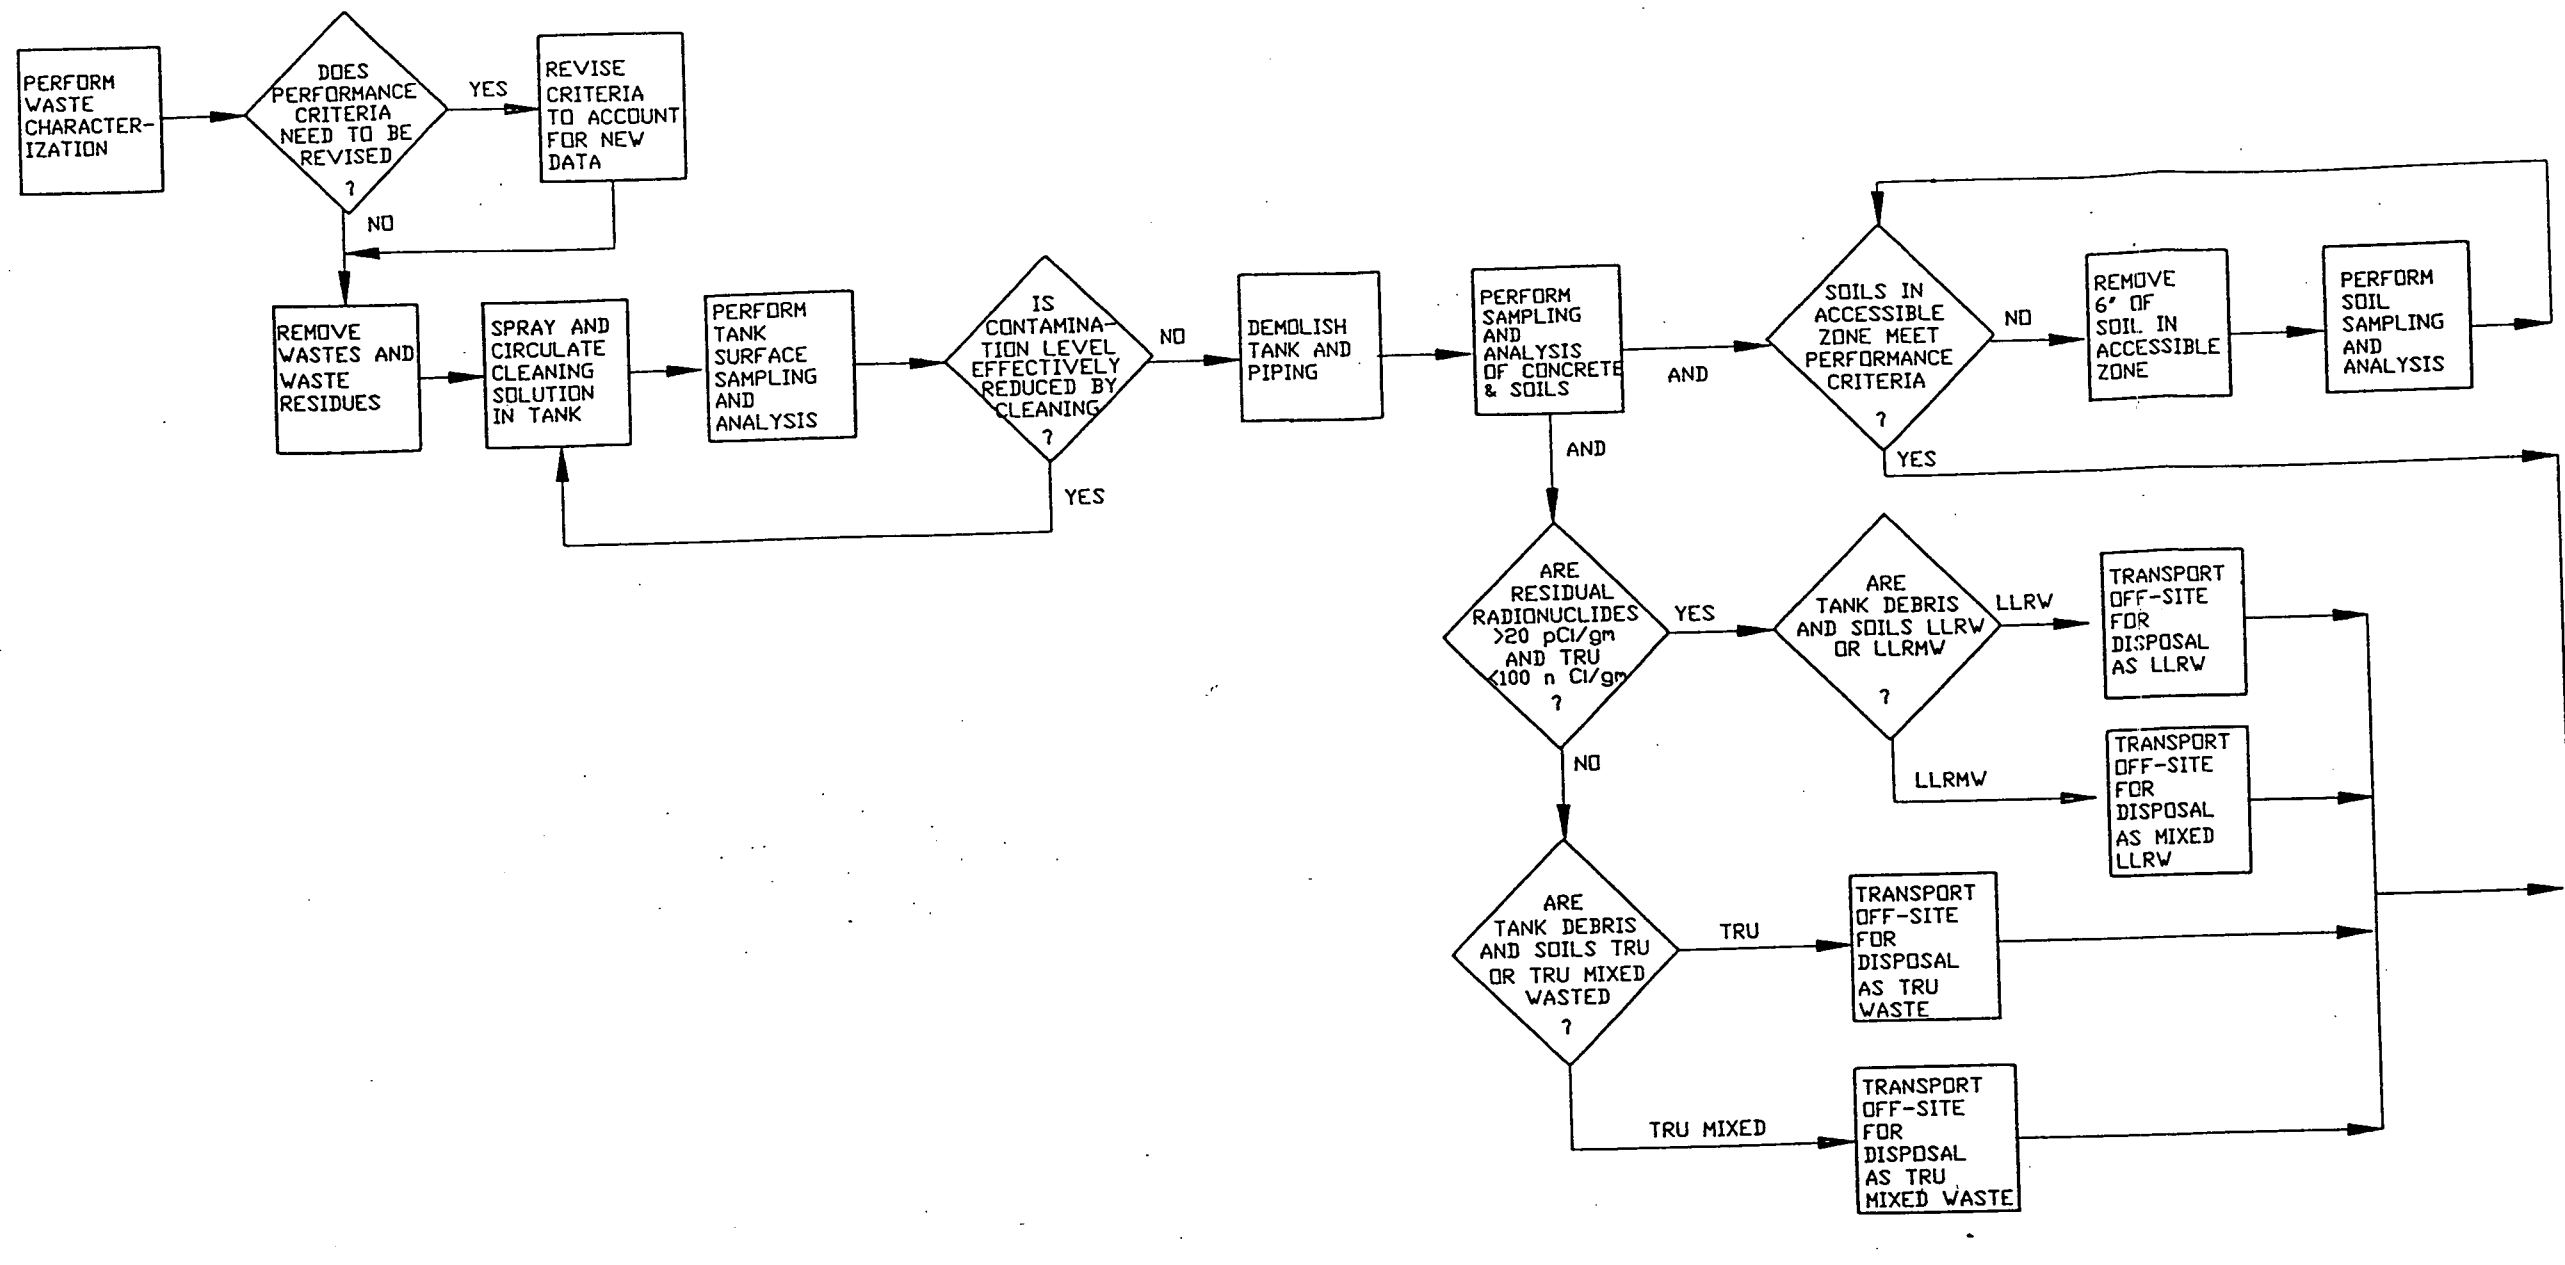 PERFORM
WASTE
CHARACTER-
IZATION
DOES
PERFORMANCE
CRITERIA
NEED TO BE
REVISED
?
YES
REVISE
CRITERIA
TO ACCOUNT
FOR NEW
DATA
NO
REMOVE
WASTES AND
WASTE
RESIDUES
SPRAY AND
CIRCULATE
CLEANING
SOLUTION
IN TANK
PERFORM
TANK
SURFACE
SAMPLING
AND
ANALYSIS
IS
CONTAMINA-
TION LEVEL
EFFECTIVELY
REDUCED BY
CLEANING
?
YES
NO
DEMOLISH
TANK AND
PIPING
PERFORM
SAMPLING
AND
ANALYSIS
OF CONCRETE
& SOILS
AND
SOILS IN
ACCESSIBLE
ZONE MEET
PERFORMANCE
CRITERIA
?
NO
REMOVE
6" OF
SOIL IN
ACCESSIBLE
ZONE
PERFORM
SOIL
SAMPLING
AND
ANALYSIS
YES
AND
ARE
RESIDUAL
RADIONUCLIDES
>20 pCi/gm
AND TRU
<100 n Ci/gm
?
YES
ARE
TANK DEBRIS
AND SOILS LLRW
OR LLRMW
?
LLRW
TRANSPORT
OFF-SITE
FOR
DISPOSAL
AS LLRW
LLRMW
TRANSPORT
OFF-SITE
FOR
DISPOSAL
AS MIXED
LLRW
NO
ARE
TANK DEBRIS
AND SOILS TRU
OR TRU MIXED
WASTED
?
TRU
TRANSPORT
OFF-SITE
FOR
DISPOSAL
AS TRU
WASTE
TRU MIXED
TRANSPORT
OFF-SITE
FOR
DISPOSAL
AS TRU
MIXED WASTE